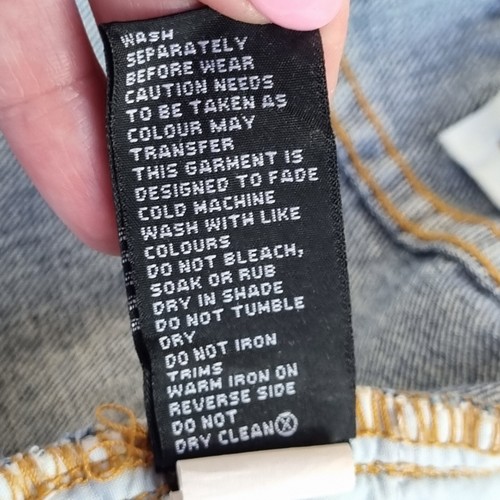 WASH
SEPARATELY
BEFORE WEAR
CAUTION NEEDS
TO BE TAKEN AS
COLOUR MAY
TRANSFER
THIS GARMENT IS
DESIGNED TO FADE
COLD MACHINE
WASH WITH LIKE
COLOURS
DO NOT BLEACH,
SOAK OR RUB
DRY IN SHADE
DO NOT TUMBLE
DRY
DO NOT IRON
TRIMS
WARM IRON ON
REVERSE SIDE
DO NOT
DRY CLEAN